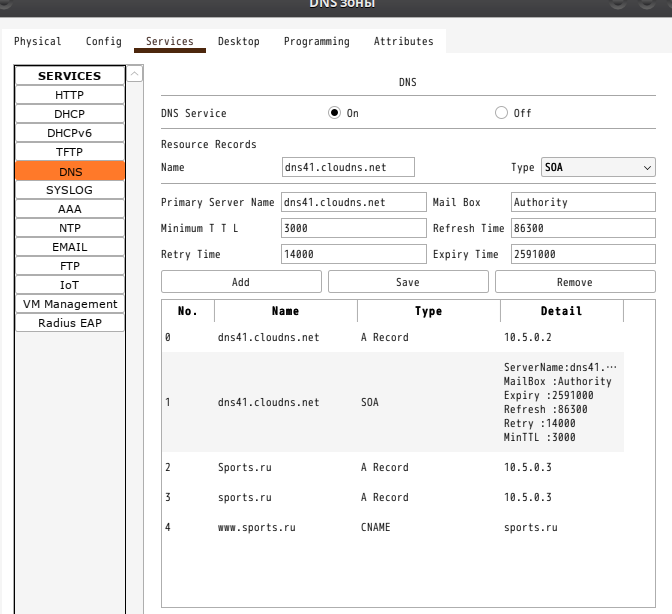 DNS зоны
Physical Config Services Desktop Programming Attributes
SERVICES
HTTP
DHCP
DHCPv6
TFTP
DNS
SYSLOG
AAA
NTP
EMAIL
FTP
IoT
VM Management
Radius EAP
DNS
DNS Service On Off
Resource Records
Name dns41.cloudns.net Type SOA
Primary Server Name dns41.cloudns.net Mail Box Authority
Minimum T T L 3000 Refresh Time 86300
Retry Time 14000 Expiry Time 2591000
Add Save Remove
No. Name Type Detail
0 dns41.cloudns.net A Record 10.5.0.2
1 dns41.cloudns.net SOA
ServerName:dns41.…
MailBox :Authority
Expiry :2591000
Refresh :86300
Retry :14000
MinTTL :3000
2 Sports.ru A Record 10.5.0.3
3 sports.ru A Record 10.5.0.3
4 www.sports.ru CNAME sports.ru